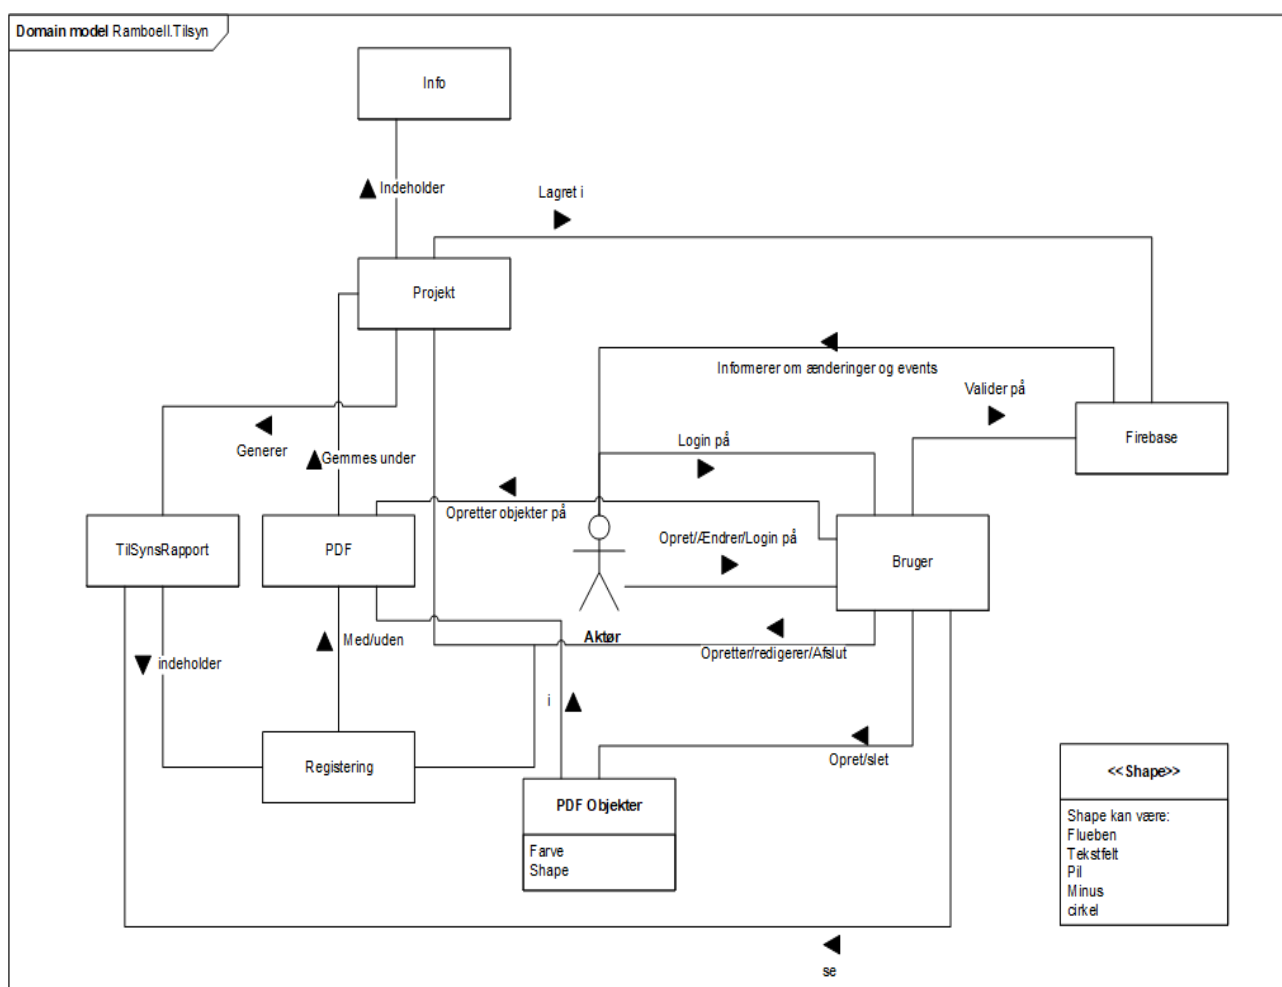 Domain model Ramboell.Tilsyn
Info
Indeholder
Lagret i
Projekt
Informerer om ænderinger og events
Valider på
Firebase
Generer
Gemmes under
Login på
Opretter objekter på
TilSynsRapport
PDF
Opret/Ændrer/Login på
Bruger
Aktør
Med/uden
indeholder
Opretter/redigerer/Afslut
i
Registering
Opret/slet
PDF Objekter
Farve
Shape
<<Shape>>
Shape kan være:
Flueben
Tekstfelt
Pil
Minus
cirkel
se